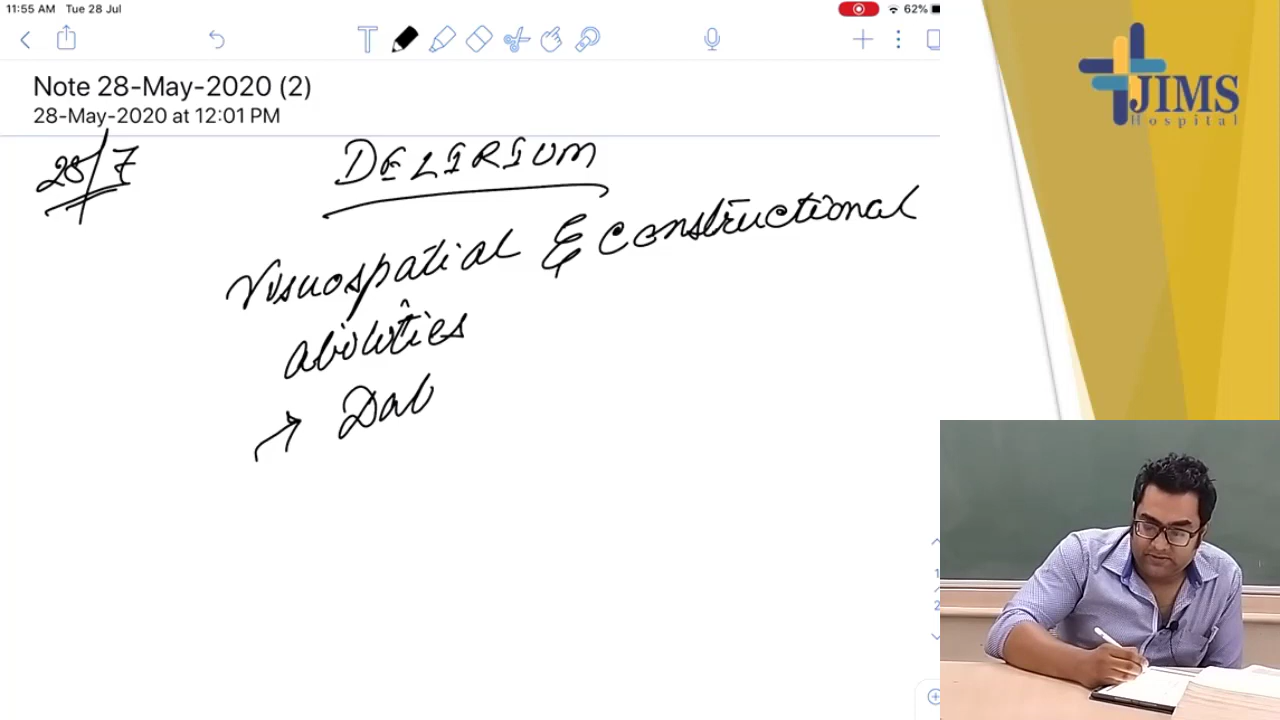 11:55 AM Tue 28 Jul
62%
T
JIMS
Hospital
Note 28-May-2020 (2)
28-May-2020 at 12:01 PM
28/7
DELIRIUM
Visuospatial & constructional
abilities
→ Dal